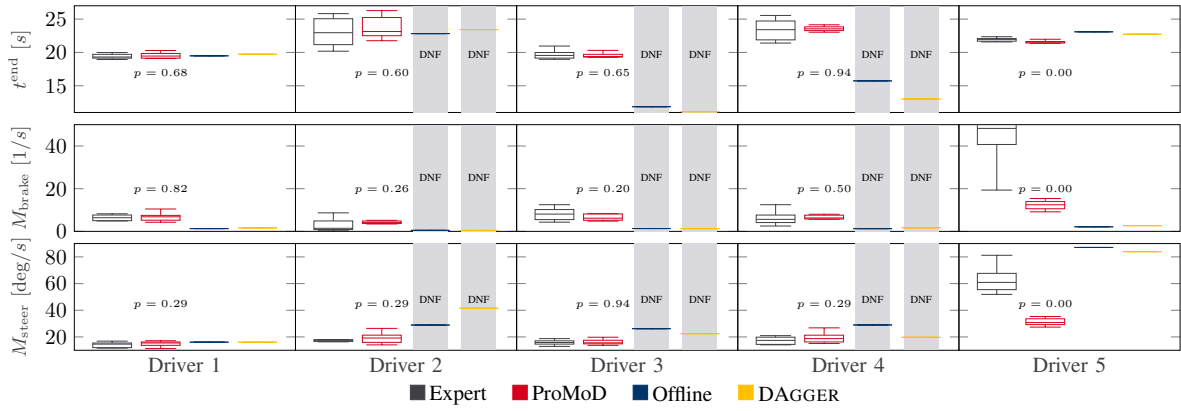 t^end [s]
25
20
15
p = 0.68
p = 0.60
DNF
DNF
p = 0.65
DNF
DNF
p = 0.94
DNF
DNF
p = 0.00
M_brake [1/s]
40
20
0
p = 0.82
p = 0.26
DNF
DNF
p = 0.20
DNF
DNF
p = 0.50
DNF
DNF
p = 0.00
M_steer [deg/s]
80
60
40
20
p = 0.29
p = 0.29
DNF
DNF
p = 0.94
DNF
DNF
p = 0.29
DNF
DNF
p = 0.00
Driver 1 Driver 2 Driver 3 Driver 4 Driver 5
Expert ProMoD Offline DAGGER